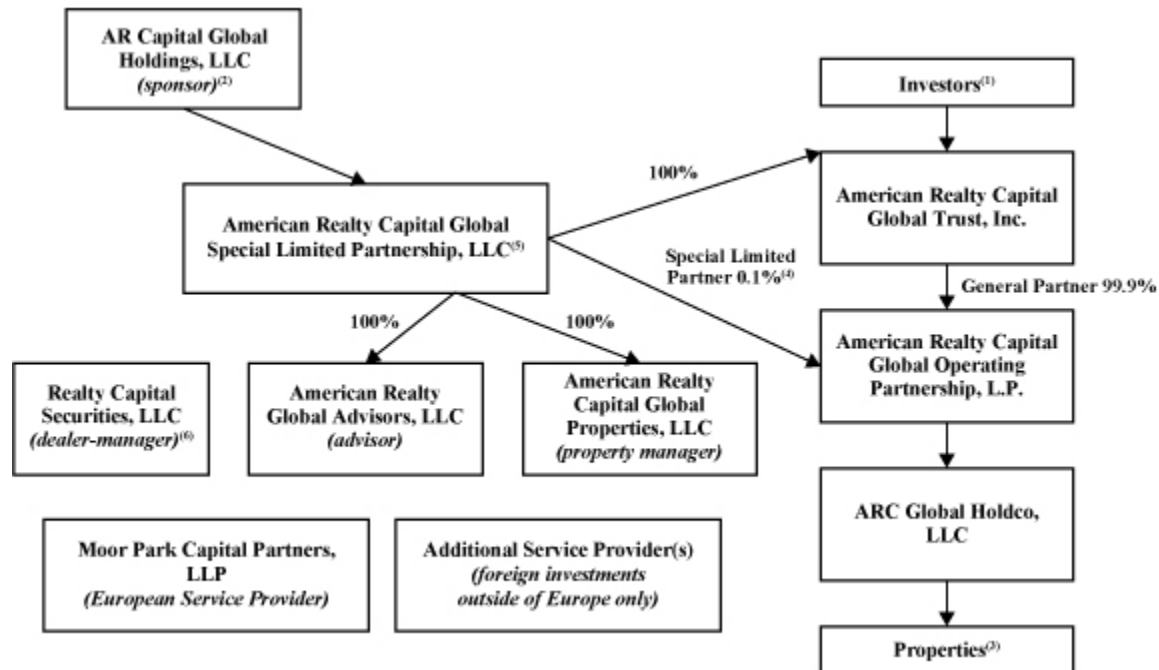 AR Capital Global
Holdings, LLC
(sponsor)(2)
Investors(1)
100%
American Realty Capital
Global Trust, Inc.
American Realty Capital Global
Special Limited Partnership, LLC(5)
Special Limited
Partner 0.1%(4)
General Partner 99.9%
100%
100%
American Realty Capital
Global Operating
Partnership, L.P.
Realty Capital
Securities, LLC
(dealer-manager)(6)
American Realty
Global Advisors, LLC
(advisor)
American Realty
Capital Global
Properties, LLC
(property manager)
ARC Global Holdco,
LLC
Moor Park Capital Partners,
LLP
(European Service Provider)
Additional Service Provider(s)
(foreign investments
outside of Europe only)
Properties(3)